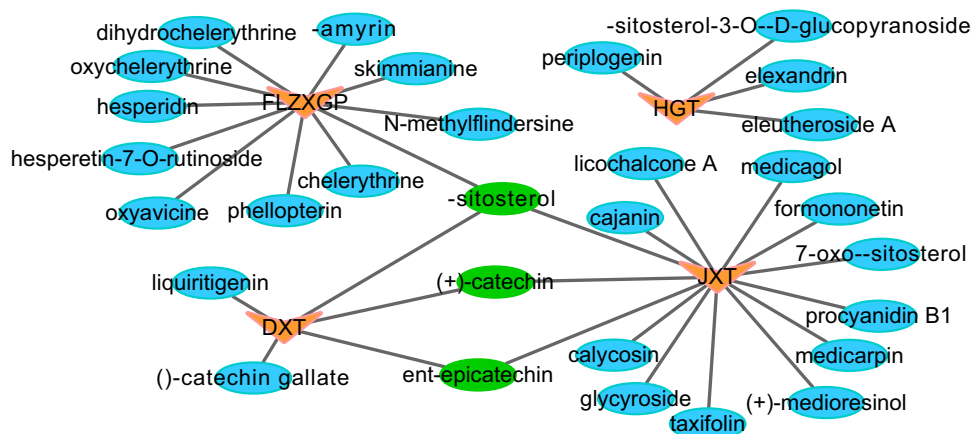 dihydrochelerythrine
-amyrin
-sitosterol-3-O--D-glucopyranoside
oxychelerythrine
skimmianine
periplogenin
elexandrin
hesperidin
FLZXGP
HGT
N-methylflindersine
eleutheroside A
hesperetin-7-O-rutinoside
licochalcone A
medicagol
chelerythrine
oxyavicine
phellopterin
-sitosterol
cajanin
formononetin
7-oxo--sitosterol
liquiritigenin
(+)-catechin
JXT
DXT
procyanidin B1
()-catechin gallate
ent-epicatechin
calycosin
medicarpin
glycyroside
(+)-medioresinol
taxifolin